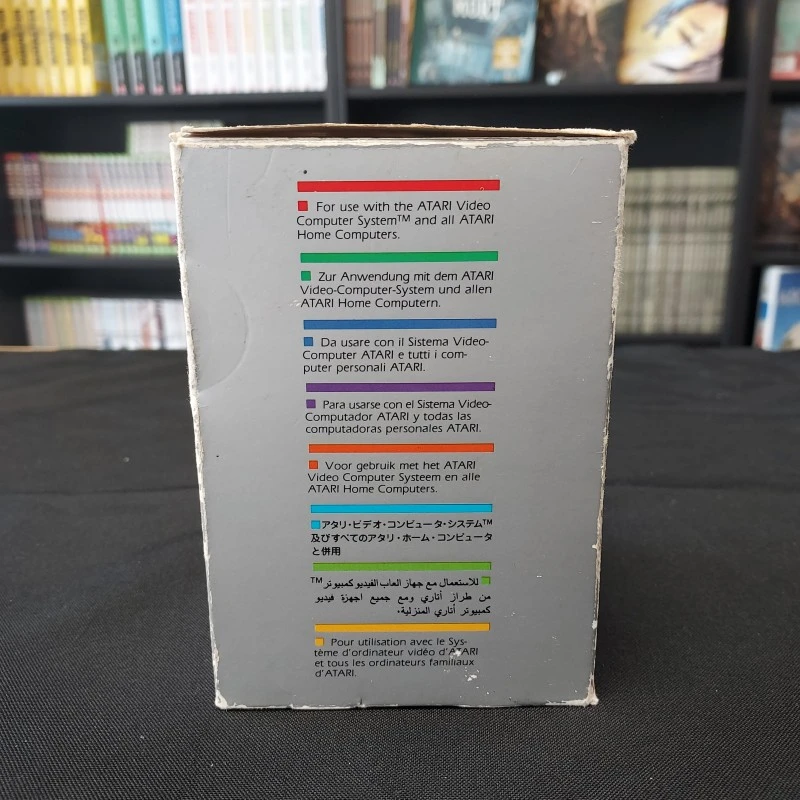 For use with the ATARI Video
Computer System™ and all ATARI
Home Computers.
Zur Anwendung mit dem ATARI
Video-Computer-System und allen
ATARI Home Computern.
Da usare con il Sistema Video-
Computer ATARI e tutti i com-
puter personali ATARI.
Para usarse con el Sistema Video-
Computador ATARI y todas las
computadoras personales ATARI.
Voor gebruik met het ATARI
Video Computer Systeem en alle
ATARI Home Computers.
アタリ・ビデオ・コンピュータ・システム™
及びすべてのアタリ・ホーム・コンピュータ
と併用
للاستعمال مع جهاز العاب الفيديو كمبيوتر™
من طراز أتاري ومع جميع اجهزة فيديو
كمبيوتر أتاري المنزلية.
Pour utilisation avec le Sys-
tème d'ordinateur vidéo d'ATARI
et tous les ordinateurs familiaux
d'ATARI.